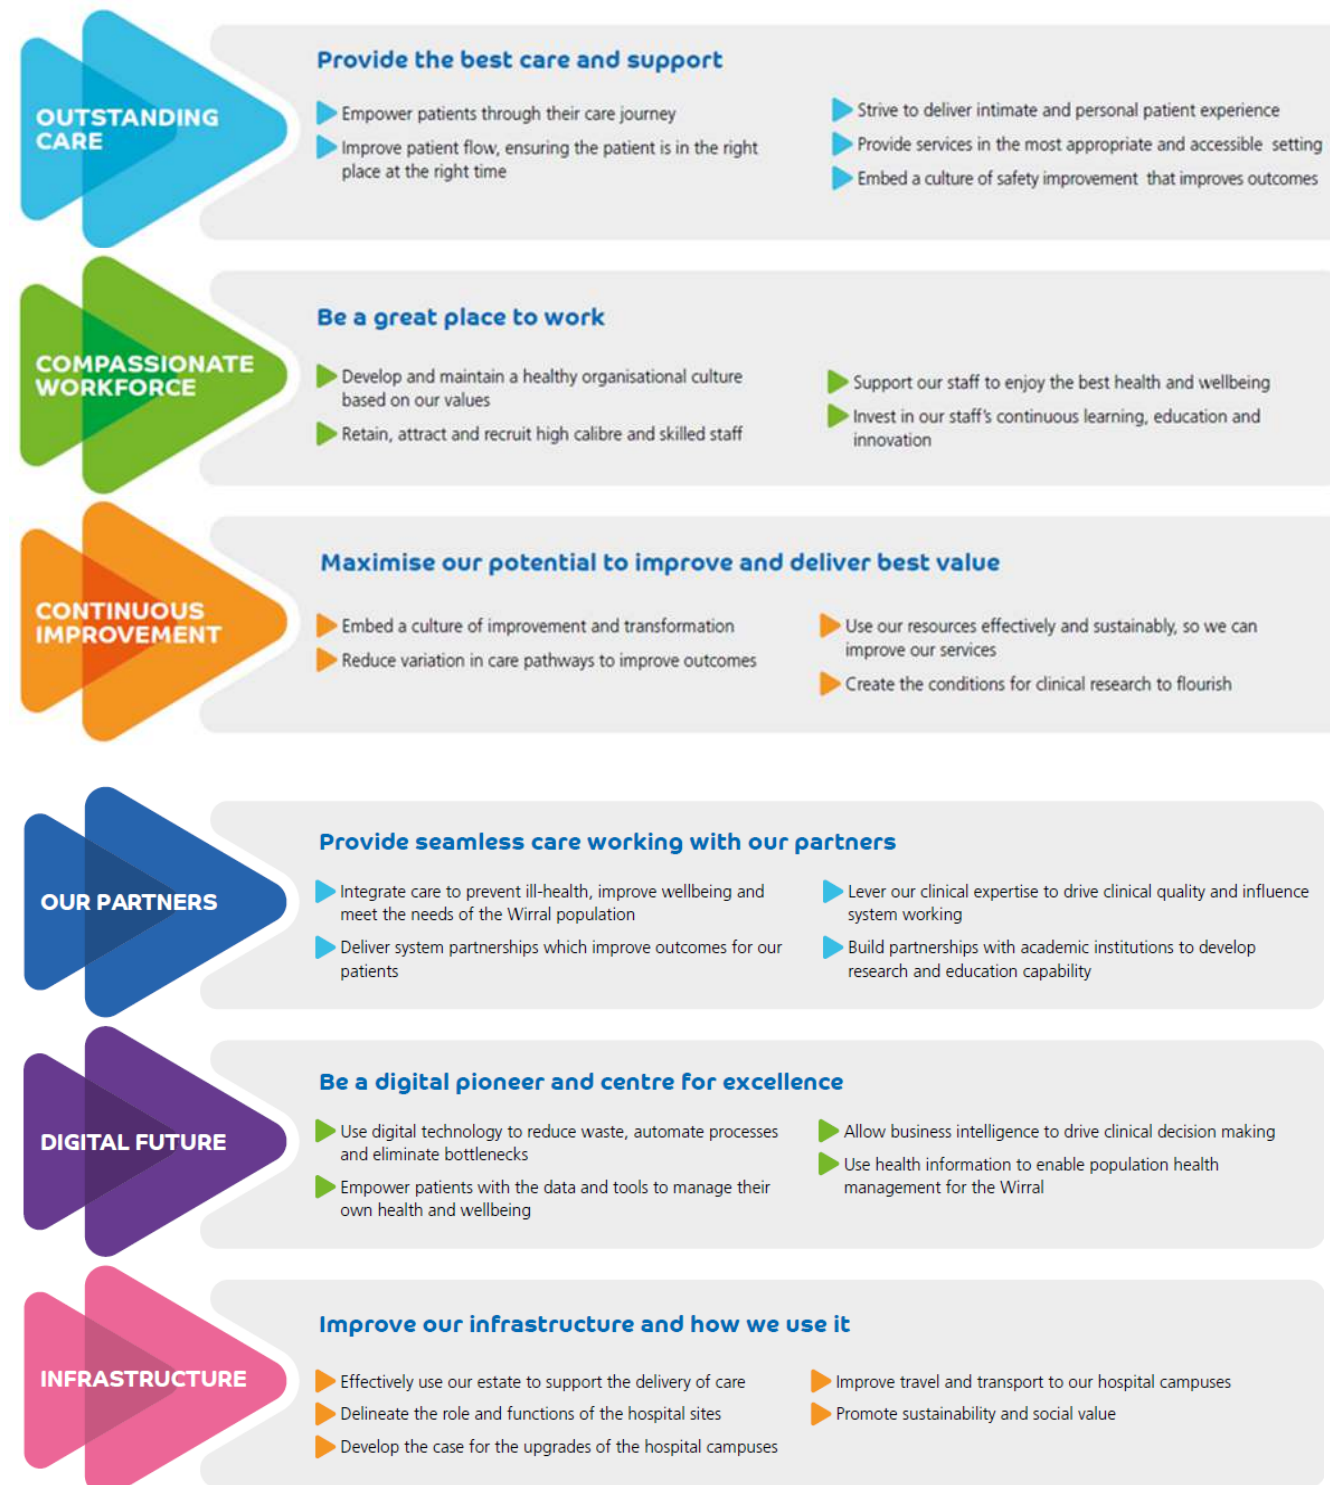 OUTSTANDING
CARE
Provide the best care and support
Empower patients through their care journey
Improve patient flow, ensuring the patient is in the right
place at the right time
Strive to deliver intimate and personal patient experience
Provide services in the most appropriate and accessible setting
Embed a culture of safety improvement that improves outcomes
COMPASSIONATE
WORKFORCE
Be a great place to work
Develop and maintain a healthy organisational culture
based on our values
Retain, attract and recruit high calibre and skilled staff
Support our staff to enjoy the best health and wellbeing
Invest in our staff's continuous learning, education and
innovation
CONTINUOUS
IMPROVEMENT
Maximise our potential to improve and deliver best value
Embed a culture of improvement and transformation
Reduce variation in care pathways to improve outcomes
Use our resources effectively and sustainably, so we can
improve our services
Create the conditions for clinical research to flourish
OUR PARTNERS
Provide seamless care working with our partners
Integrate care to prevent ill-health, improve wellbeing and
meet the needs of the Wirral population
Deliver system partnerships which improve outcomes for our
patients
Lever our clinical expertise to drive clinical quality and influence
system working
Build partnerships with academic institutions to develop
research and education capability
DIGITAL FUTURE
Be a digital pioneer and centre for excellence
Use digital technology to reduce waste, automate processes
and eliminate bottlenecks
Empower patients with the data and tools to manage their
own health and wellbeing
Allow business intelligence to drive clinical decision making
Use health information to enable population health
management for the Wirral
INFRASTRUCTURE
Improve our infrastructure and how we use it
Effectively use our estate to support the delivery of care
Delineate the role and functions of the hospital sites
Develop the case for the upgrades of the hospital campuses
Improve travel and transport to our hospital campuses
Promote sustainability and social value